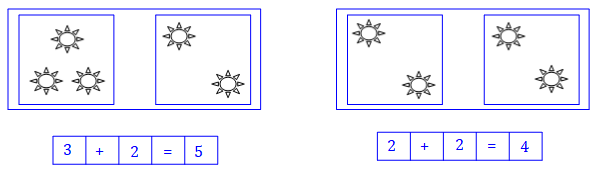 3 + 2 = 5
2 + 2 = 4